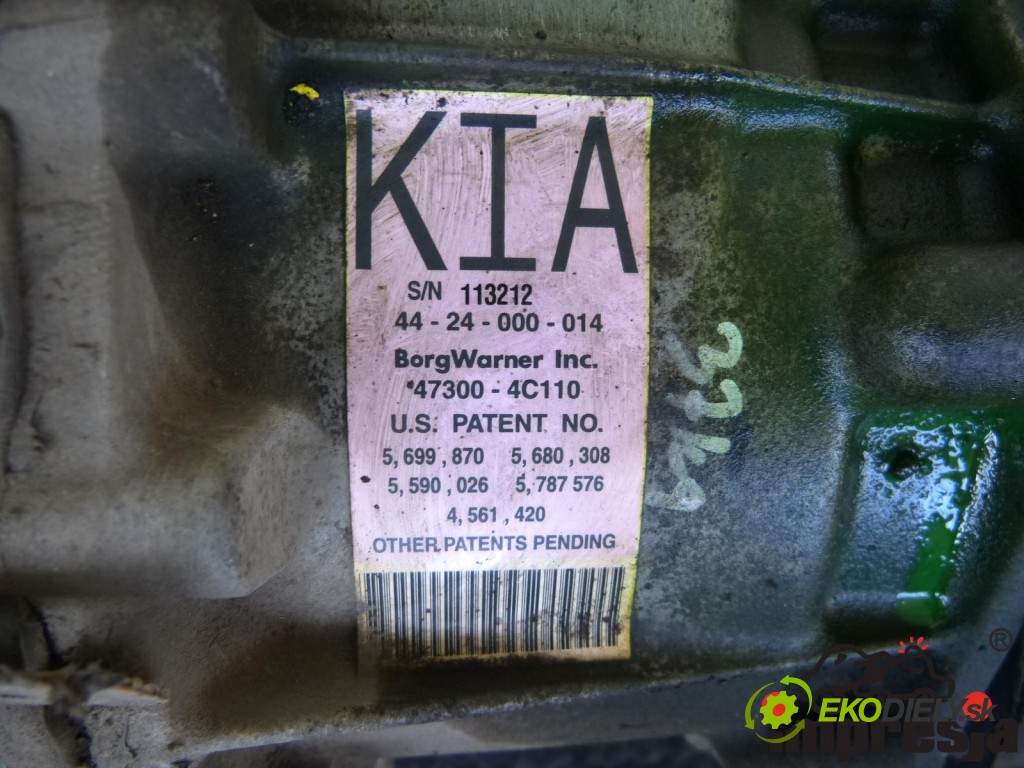 KIA
S/N 113212
44 - 24 - 000 - 014
BorgWarner Inc.
47300 - 4C110
U.S. PATENT NO.
5,699,870 5,680,308
5,590,026 5,787 576
4,561,420
OTHER PATENTS PENDING
®
EKODIELY.sk
impresja